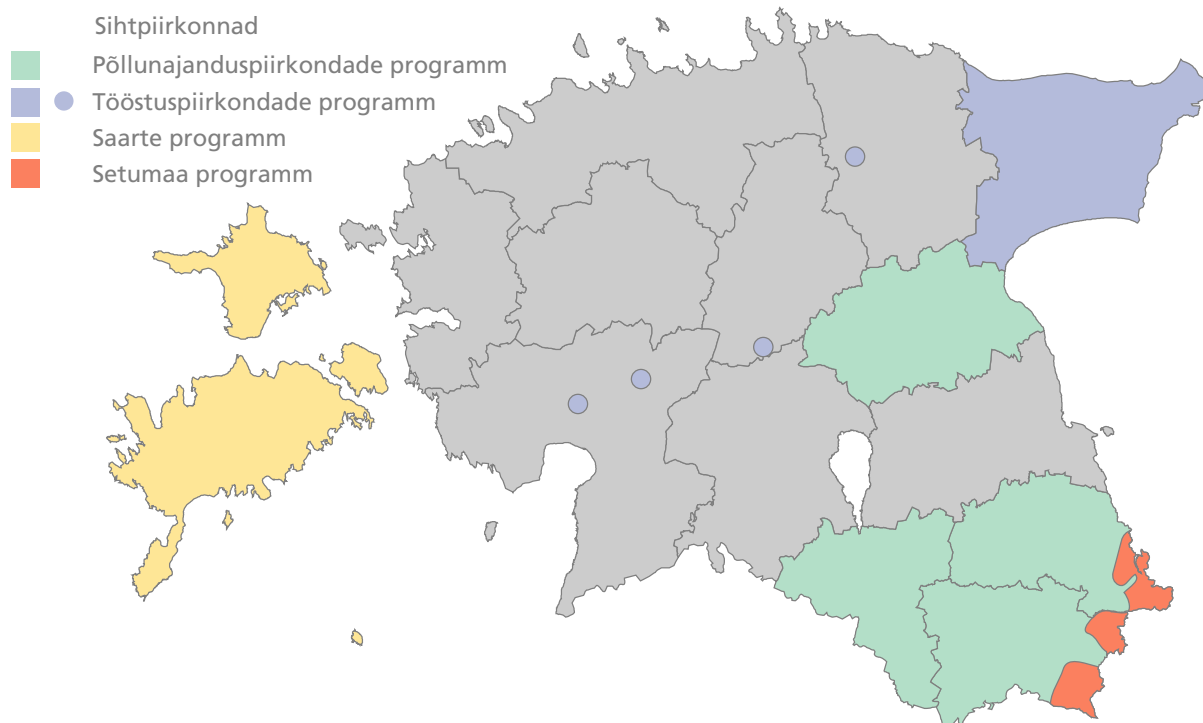 Sihtpiirkonnad
Põllunajanduspiirkondade programm
Tööstuspiirkondade programm
Saarte programm
Setumaa programm